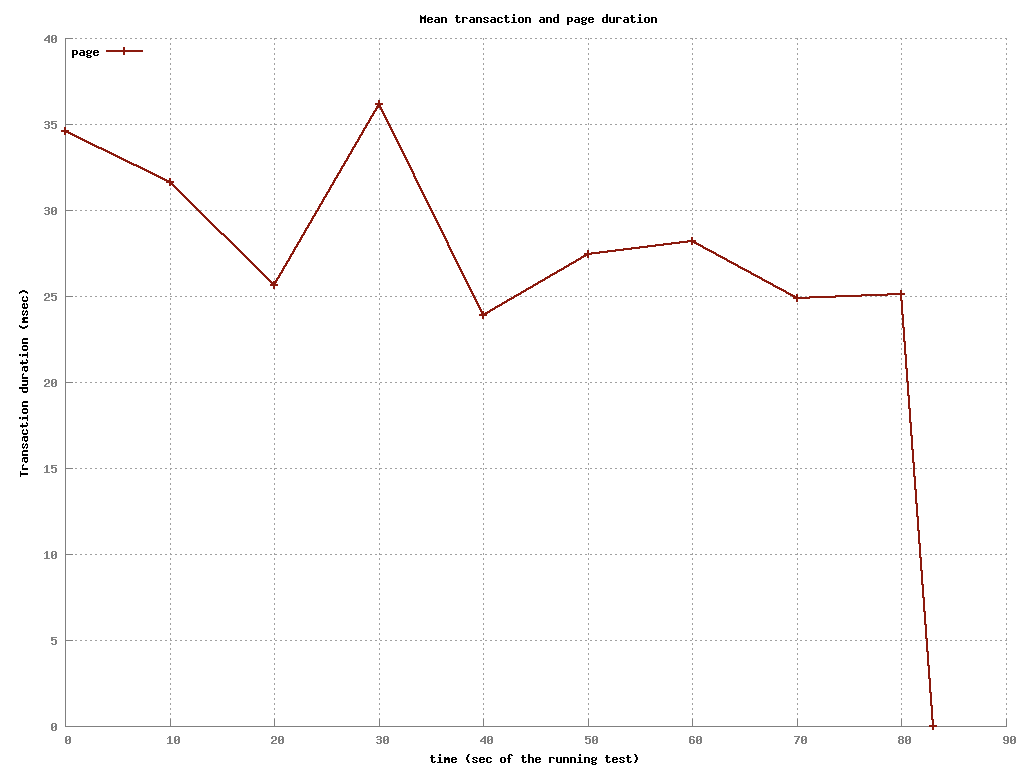 Mean transaction and page duration
page
40
35
30
25
20
15
10
5
0
Transaction duration (msec)
0 10 20 30 40 50 60 70 80 90
time (sec of the running test)